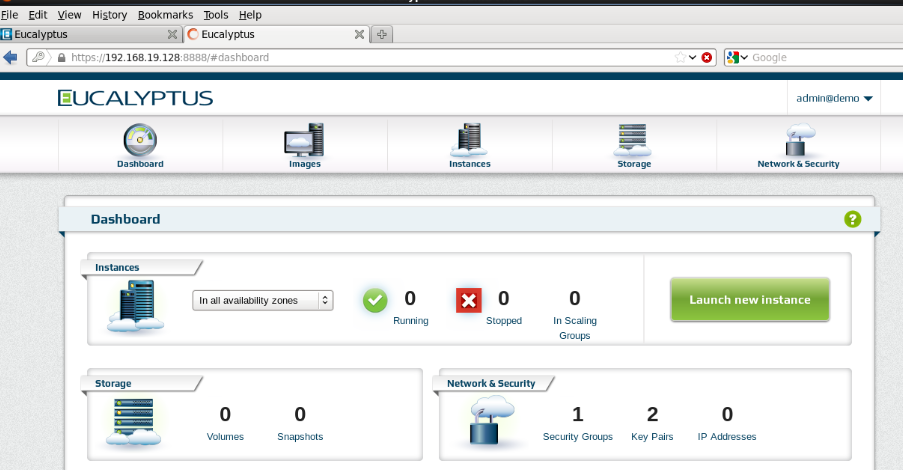 File Edit View History Bookmarks Tools Help
Eucalyptus Eucalyptus
https://192.168.19.128:8888/#dashboard Google
EUCALYPTUS admin@demo
Dashboard Images Instances Storage Network & Security
Dashboard ?
Instances
In all availability zones 0 0 0 Launch new instance
Running Stopped In Scaling
Groups
Storage Network & Security
0 0 1 2 0
Volumes Snapshots Security Groups Key Pairs IP Addresses